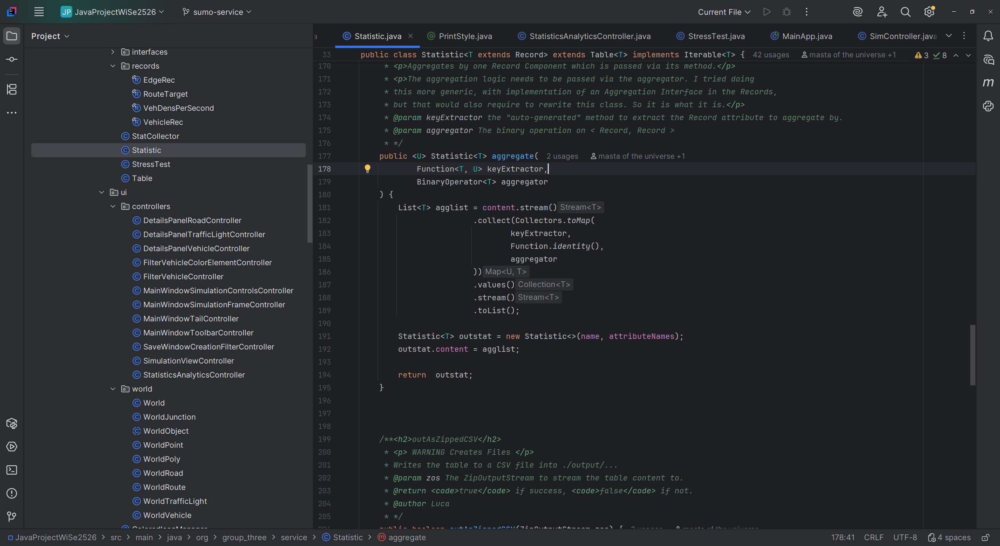 JP JavaProjectWiSe2526
sumo-service
Current File
Project
interfaces
records
EdgeRec
RouteTarget
VehDensPerSecond
VehicleRec
StatCollector
Statistic
StressTest
Table
ui
controllers
DetailsPanelRoadController
DetailsPanelTrafficLightController
DetailsPanelVehicleController
FilterVehicleColorElementController
FilterVehicleController
MainWindowSimulationControlsController
MainWindowSimulationFrameController
MainWindowTailController
MainWindowToolbarController
SaveWindowCreationFilterController
SimulationViewController
StatisticsAnalyticsController
world
World
WorldJunction
WorldObject
WorldPoint
WorldPoly
WorldRoad
WorldRoute
WorldTrafficLight
WorldVehicle
Statistic.java
PrintStyle.java
StatisticsAnalyticsController.java
StressTest.java
MainApp.java
SimController.java
33 public class Statistic<T extends Record> extends Table<T> implements Iterable<T> { 42 usages masta of the universe +1 3 8
170 * <p>Aggregates by one Record Component which is passed via its method.</p>
171 * <p>The aggregation logic needs to be passed via the aggregator. I tried doing
172 * this more generic, with implementation of an Aggregation Interface in the Records,
173 * but that would also require to rewrite this class. So it is what it is.</p>
174 * @param keyExtractor the "auto-generated" method to extract the Record attribute to aggregate by.
175 * @param aggregator The binary operation on < Record, Record >
176 * */
177 public <U> Statistic<T> aggregate( 2 usages masta of the universe +1
178 Function<T, U> keyExtractor,
179 BinaryOperator<T> aggregator
180 ) {
181 List<T> agglist = content.stream() Stream<T>
182 .collect(Collectors.toMap(
183 keyExtractor,
184 Function.identity(),
185 aggregator
186 )) Map<U, T>
187 .values() Collection<T>
188 .stream() Stream<T>
189 .toList();
190
191 Statistic<T> outstat = new Statistic<>(name, attributeNames);
192 outstat.content = agglist;
193
194 return  outstat;
195 }
196
197
198
199 /**<h2>outAsZippedCSV</h2>
200 * <p> WARNING Creates Files </p>
201 * Writes the table to a CSV file into ./output/...
202 * @param zos The ZipOutputStream to stream the table content to.
203 * @return <code>true</code> if success, <code>false</code> if not.
204 * @author Luca
205 * */
JavaProjectWiSe2526 > src > main > java > org > group_three > service > Statistic > aggregate
178:41 CRLF UTF-8 4 spaces